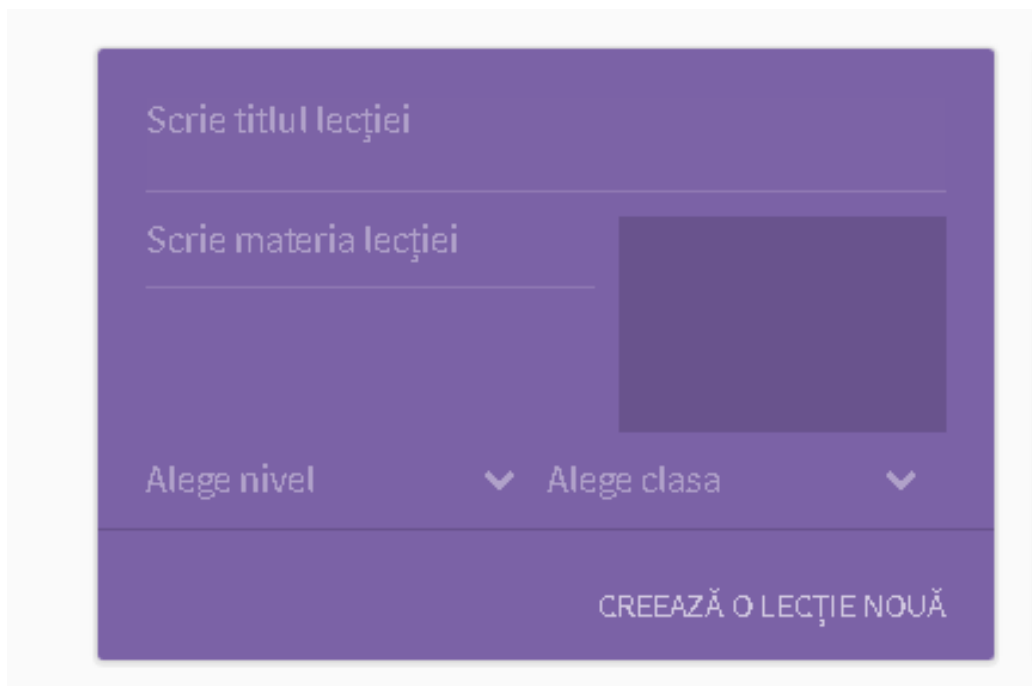 Scrie titlul lecției
Scrie materia lecției
Alege nivel
Alege clasa
CREEAZĂ O LECȚIE NOUĂ